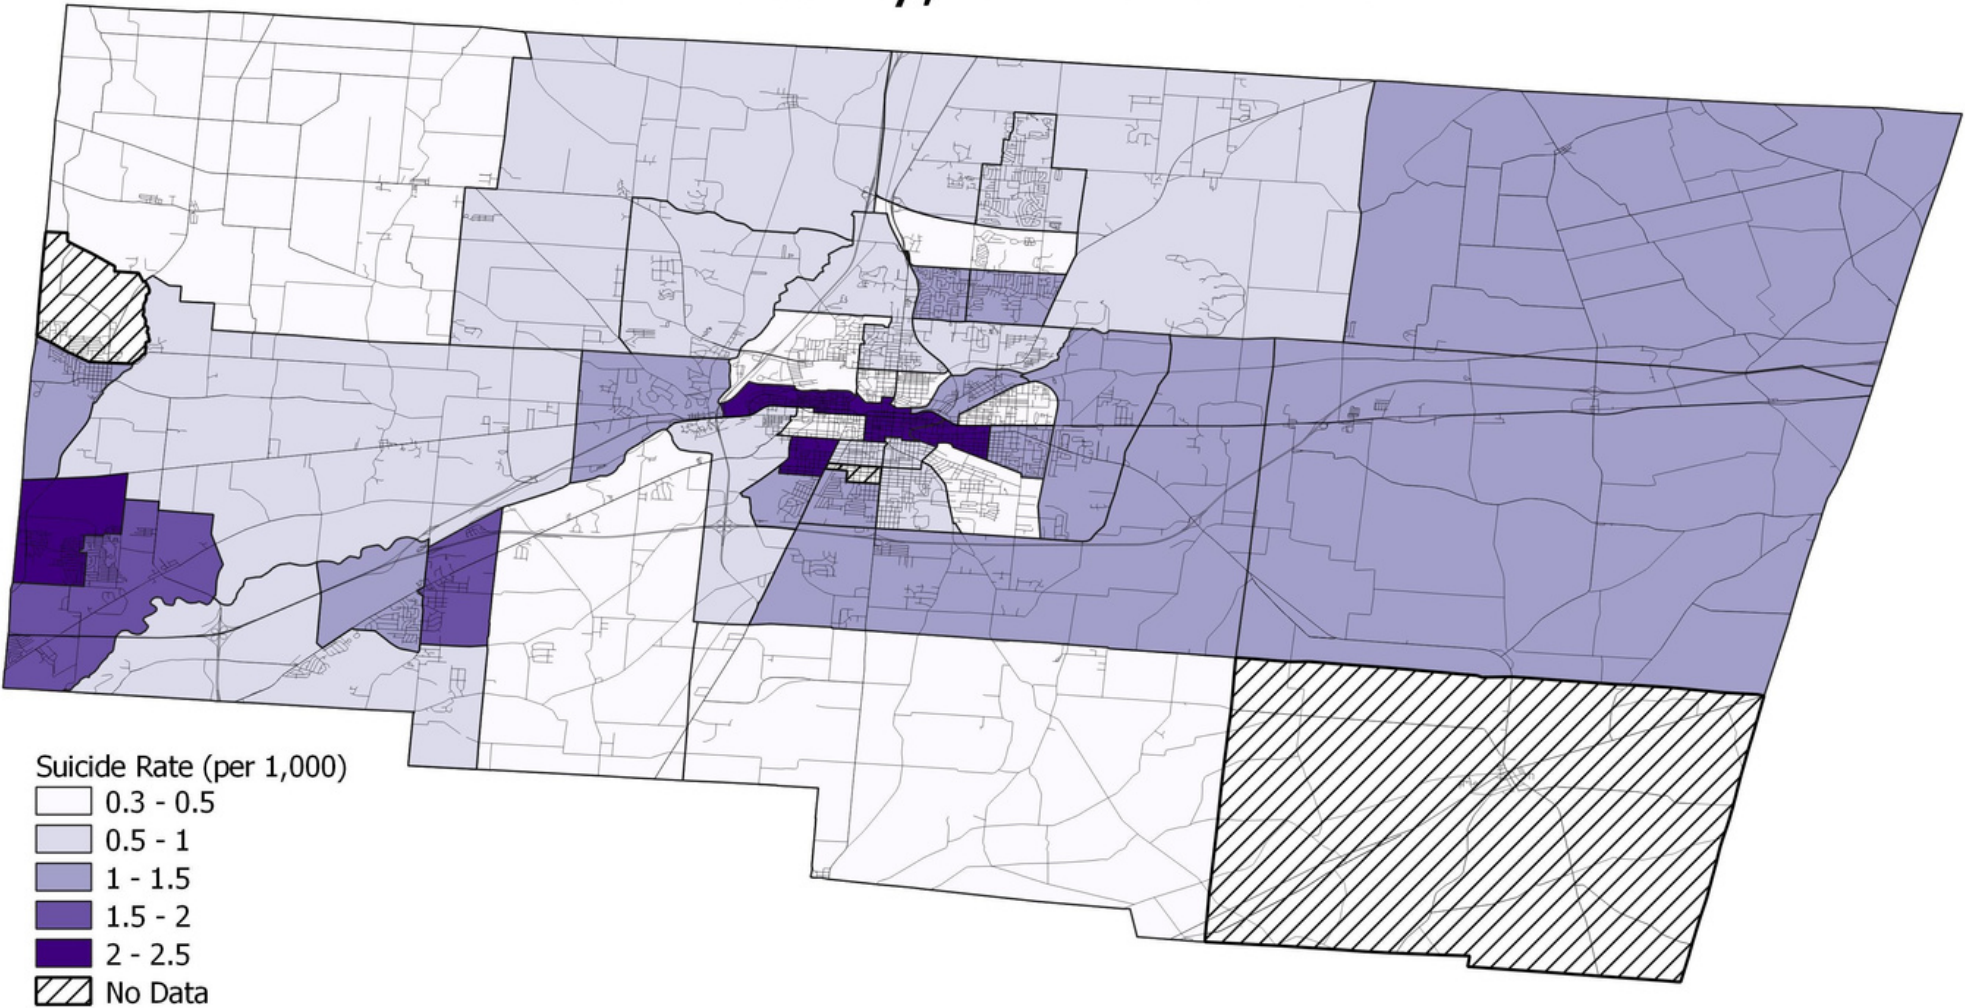 Suicide Rate (per 1,000)
0.3 - 0.5
0.5 - 1
1 - 1.5
1.5 - 2
2 - 2.5
No Data